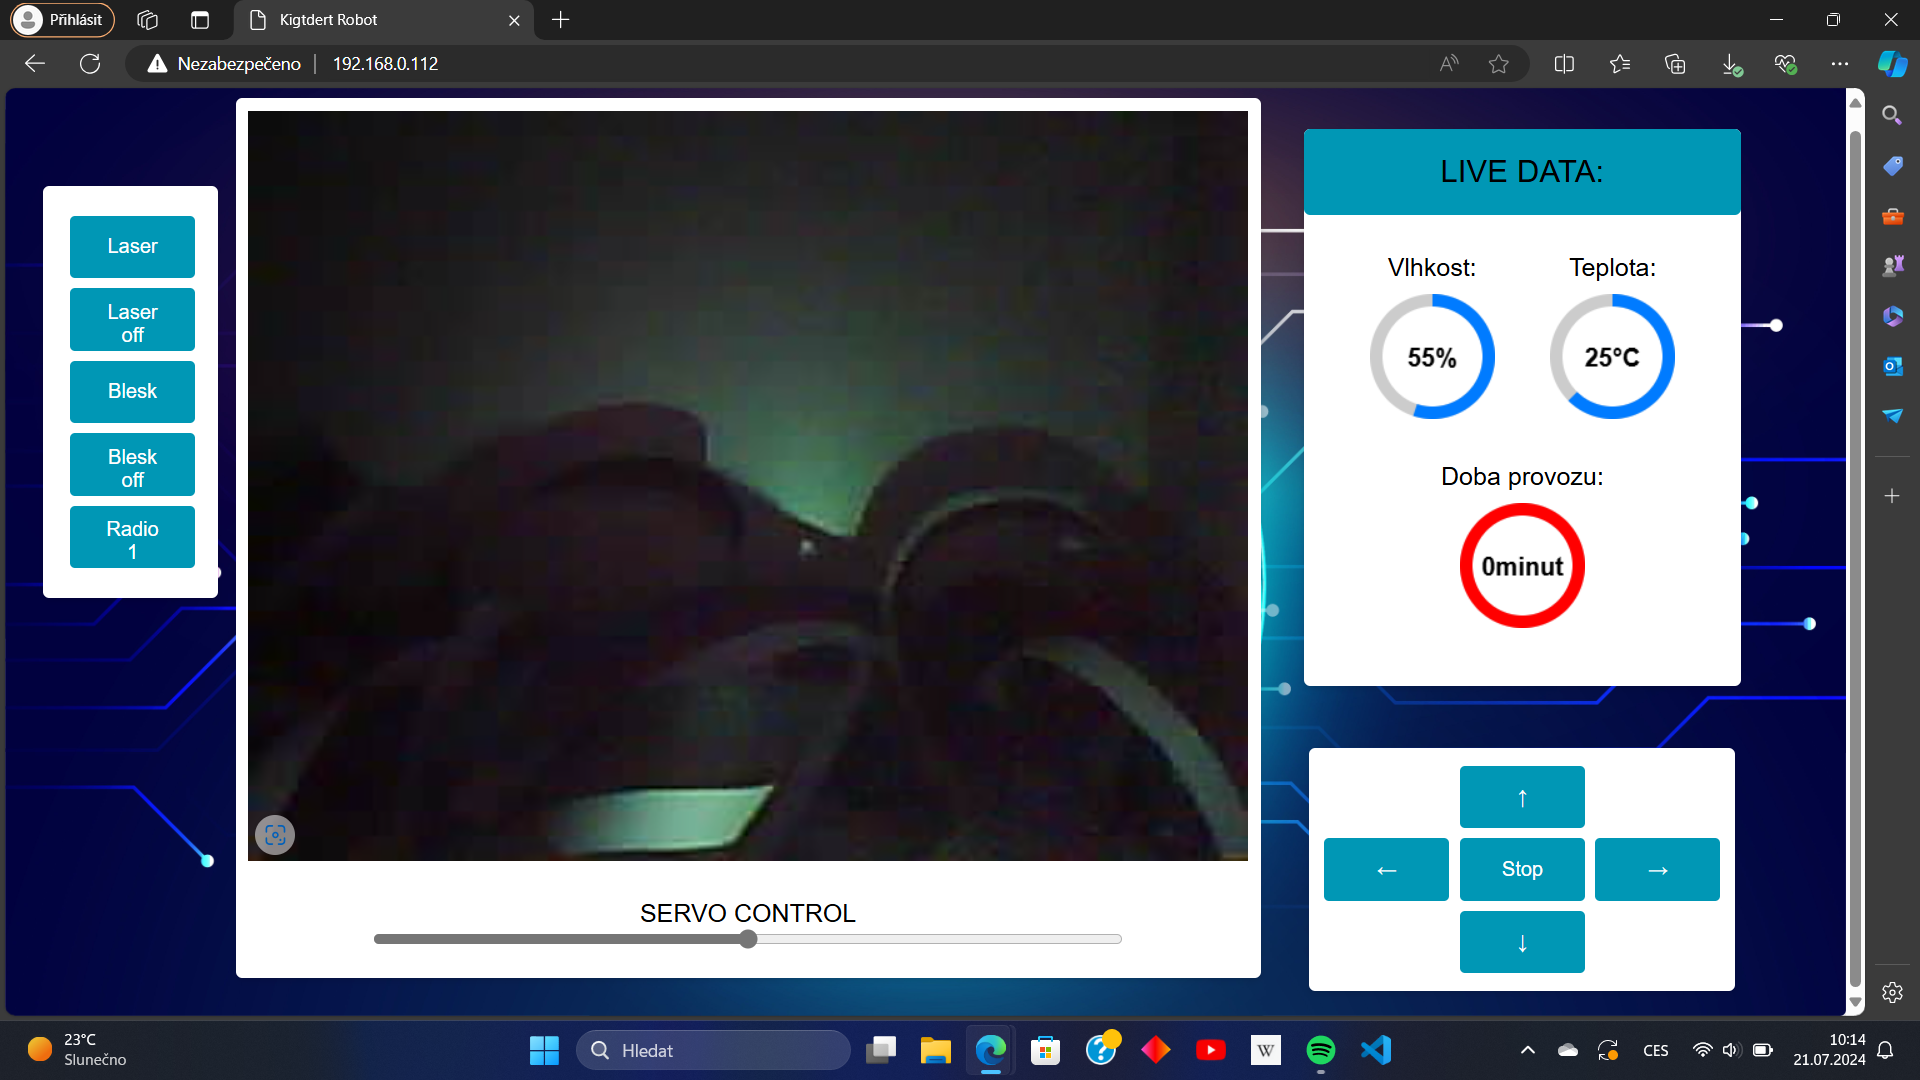 Přihlásit
Kigtdert Robot
Nezabezpečeno
192.168.0.112
Laser
Laser
off
Blesk
Blesk
off
Radio
1
SERVO CONTROL
LIVE DATA:
Vlhkost:
Teplota:
55%
25°C
Doba provozu:
0minut
↑
← Stop →
↓
23°C
Slunečno
Hledat
W
CES
10:14
21.07.2024